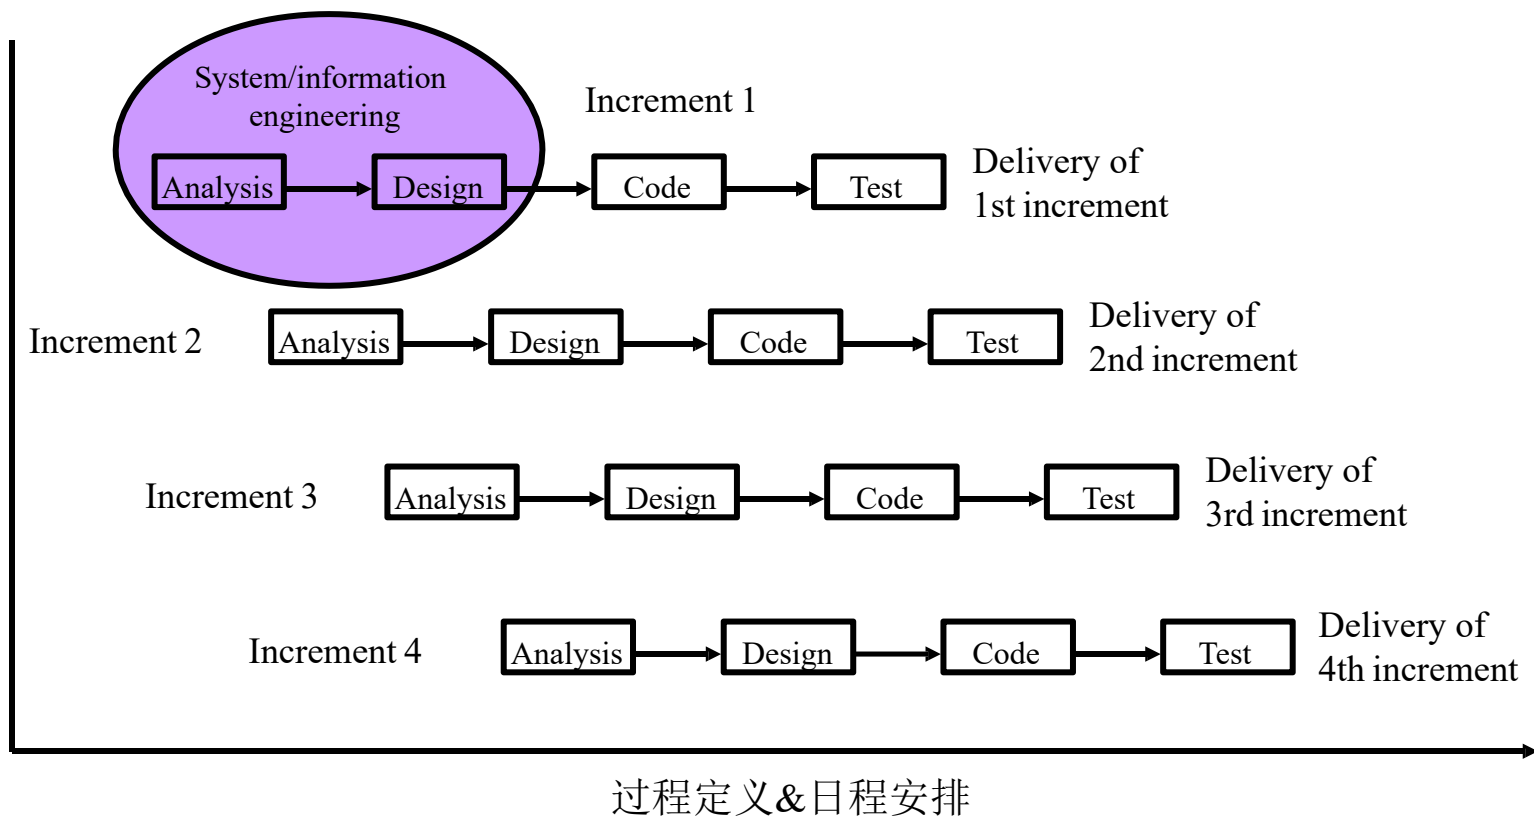 System/information
engineering
Increment 1
Analysis
Design
Code
Test
Delivery of
1st increment
Increment 2
Analysis
Design
Code
Test
Delivery of
2nd increment
Increment 3
Analysis
Design
Code
Test
Delivery of
3rd increment
Increment 4
Analysis
Design
Code
Test
Delivery of
4th increment
过程定义&日程安排